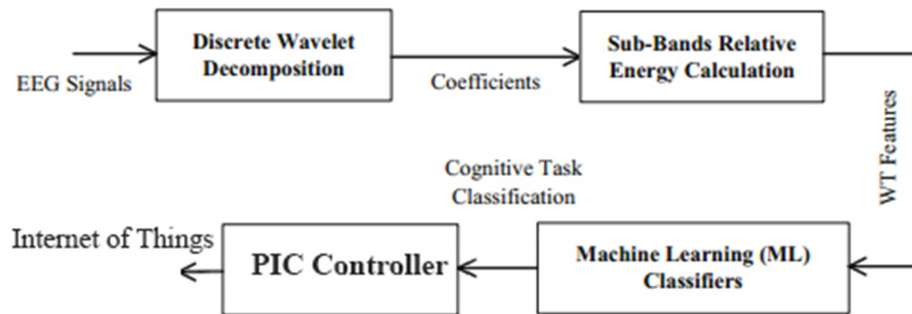 Discrete Wavelet
Decomposition
Sub-Bands Relative
Energy Calculation
EEG Signals
Coefficients
WT Features
Cognitive Task
Classification
Internet of Things
PIC Controller
Machine Learning (ML)
Classifiers